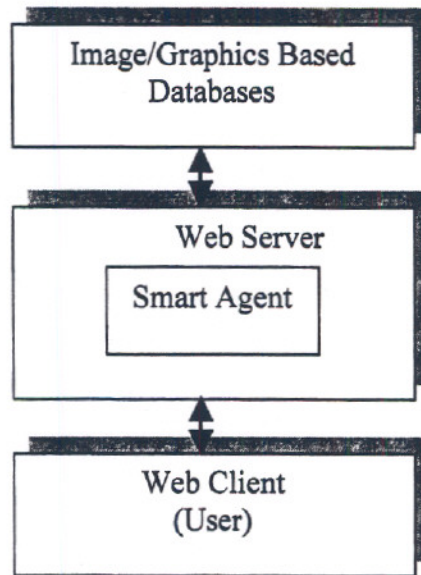 Image/Graphics Based
Databases
Web Server
Smart Agent
Web Client
(User)